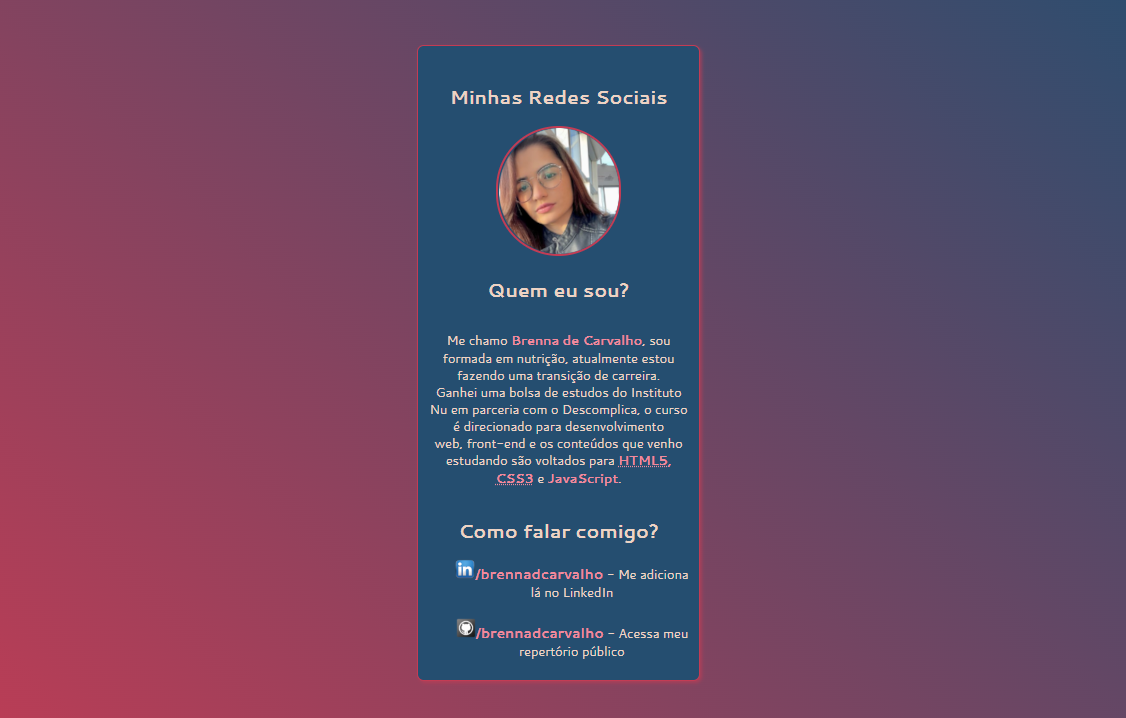 Minhas Redes Sociais
Quem eu sou?
Me chamo Brenna de Carvalho, sou
formada em nutrição, atualmente estou
fazendo uma transição de carreira.
Ganhei uma bolsa de estudos do Instituto
Nu em parceria com o Descomplica, o curso
é direcionado para desenvolvimento
web, front-end e os conteúdos que venho
estudando são voltados para HTML5,
CSS3 e JavaScript.
Como falar comigo?
in/brennadcarvalho - Me adiciona
lá no LinkedIn
/brennadcarvalho - Acessa meu
repertório público